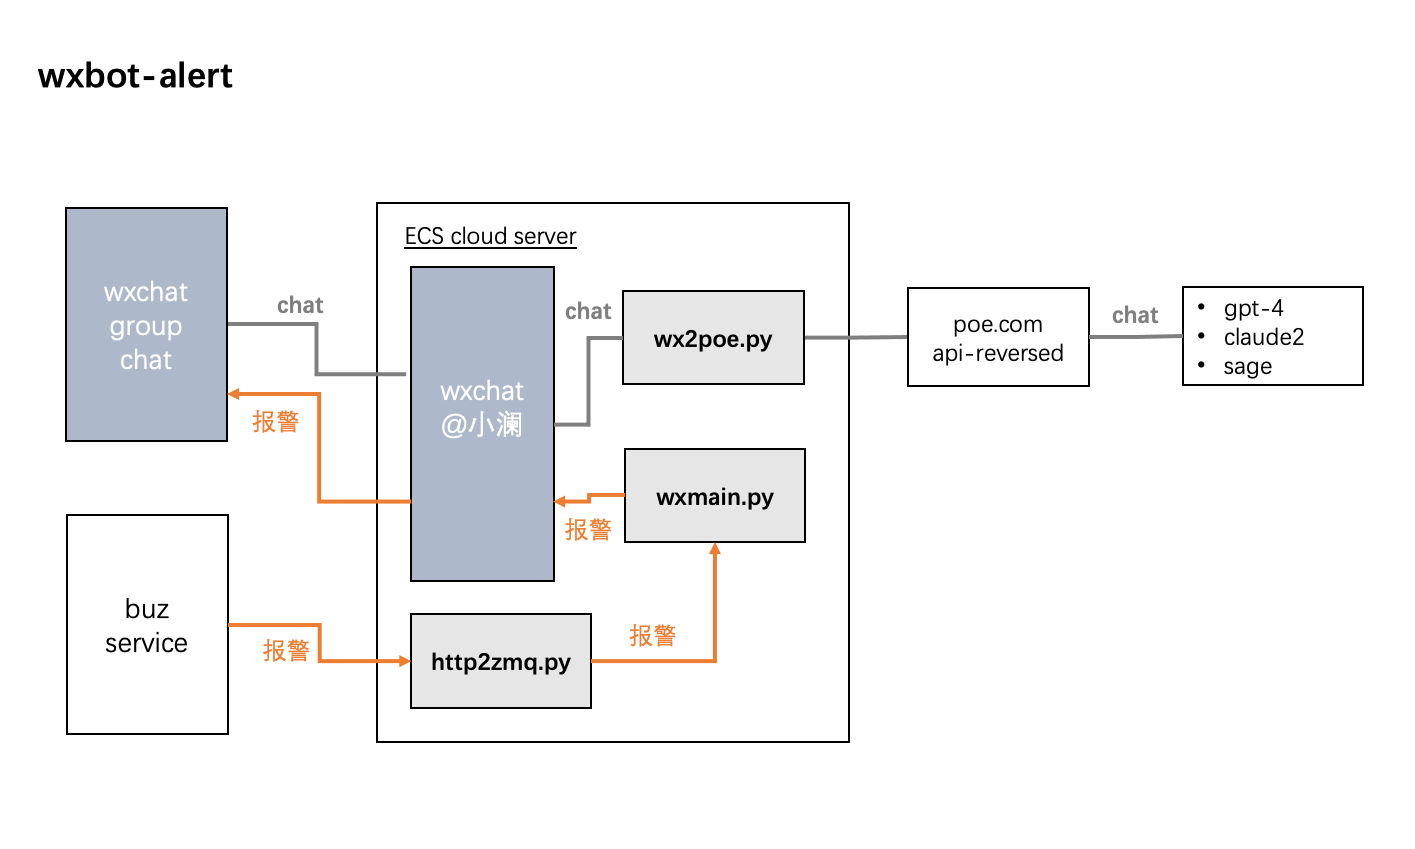 wxbot-alert
wxchat
group
chat
chat
报警
ECS cloud server
wxchat
@小澜
chat
wx2poe.py
poe.com
api-reversed
chat
• gpt-4
• claude2
• sage
wxmain.py
报警
buz
service
报警
http2zmq.py
报警